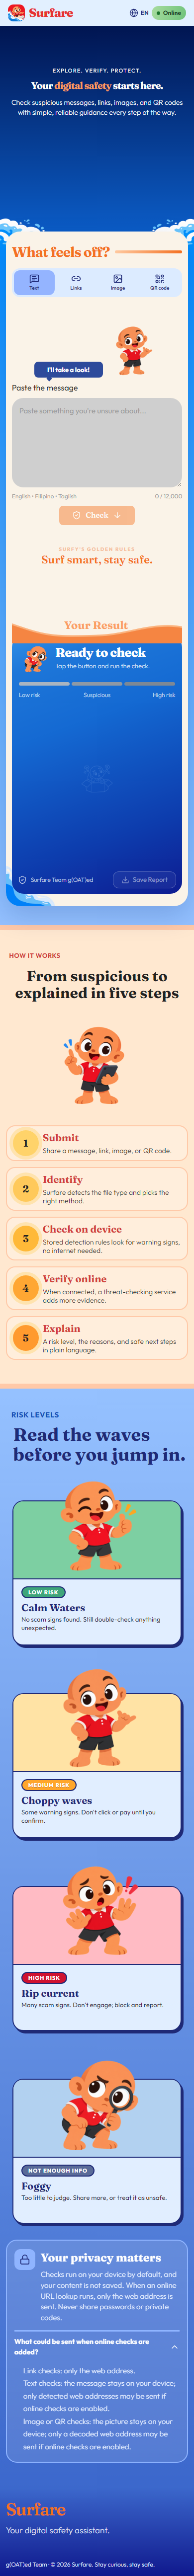 Surfare
EN
Online
EXPLORE. VERIFY. PROTECT.
Your digital safety starts here.
Check suspicious messages, links, images, and QR codes
with simple, reliable guidance every step of the way.
What feels off?
Text
Links
Image
QR code
I'll take a look!
Paste the message
Paste something you're unsure about...
English • Filipino • Taglish
0 / 12,000
Check
SURFY'S GOLDEN RULES
Surf smart, stay safe.
Your Result
Ready to check
Tap the button and run the check.
Low risk
Suspicious
High risk
Surfare Team g(OAT)ed
Save Report
HOW IT WORKS
From suspicious to
explained in five steps
1
Submit
Share a message, link, image, or QR code.
2
Identify
Surfare detects the file type and picks the
right method.
3
Check on device
Stored detection rules look for warning signs,
no internet needed.
4
Verify online
When connected, a threat-checking service
adds more evidence.
5
Explain
A risk level, the reasons, and safe next steps
in plain language.
RISK LEVELS
Read the waves
before you jump in.
LOW RISK
Calm Waters
No scam signs found. Still double-check anything
unexpected.
MEDIUM RISK
Choppy waves
Some warning signs. Don't click or pay until you
confirm.
HIGH RISK
Rip current
Many scam signs. Don't engage; block and report.
NOT ENOUGH INFO
Foggy
Too little to judge. Share more, or treat it as unsafe.
Your privacy matters
Checks run on your device by default, and
your content is not saved. When an online
URL lookup runs, only the web address is
sent. Never share passwords or private
codes.
What could be sent when online checks are
added?
Link checks: only the web address.
Text checks: the message stays on your device;
only detected web addresses may be sent if
online checks are enabled.
Image or QR checks: the picture stays on your
device; only a decoded web address may be
sent if online checks are enabled.
Surfare
Your digital safety assistant.
g(OAT)ed Team · © 2026 Surfare. Stay curious, stay safe.